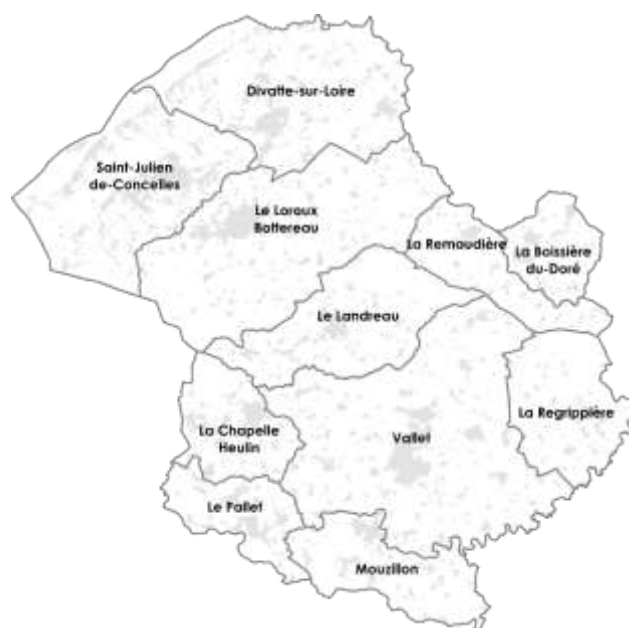 Divatte-sur-Loire
Saint-Julien
de-Concelles
Le Loroux
Bottereau
La Remaudière
La Boissière
du-Doré
Le Landreau
La Regrippière
La Chapelle
Heulin
Vallet
Le Pallet
Mouzillon